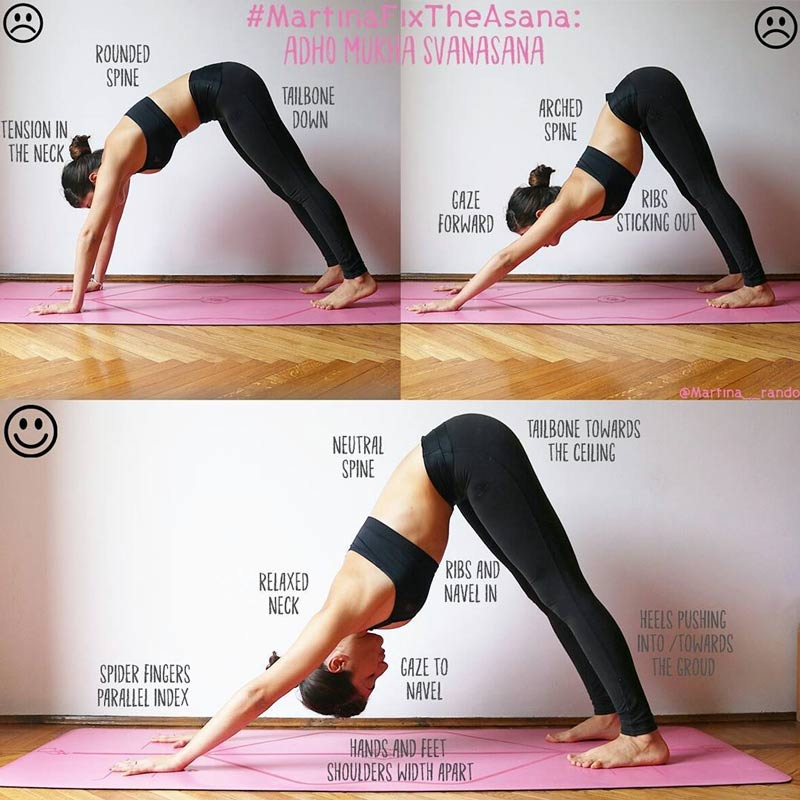 #MartinaFixTheAsana:
ADHO MUKHA SVANASANA
ROUNDED
SPINE
TAILBONE
DOWN
TENSION IN
THE NECK
ARCHED
SPINE
GAZE
FORWARD
RIBS
STICKING OUT
@Martina__rando
NEUTRAL
SPINE
TAILBONE TOWARDS
THE CEILING
RELAXED
NECK
RIBS AND
NAVEL IN
HEELS PUSHING
INTO /TOWARDS
THE GROUD
SPIDER FINGERS
PARALLEL INDEX
GAZE TO
NAVEL
HANDS AND FEET
SHOULDERS WIDTH APART